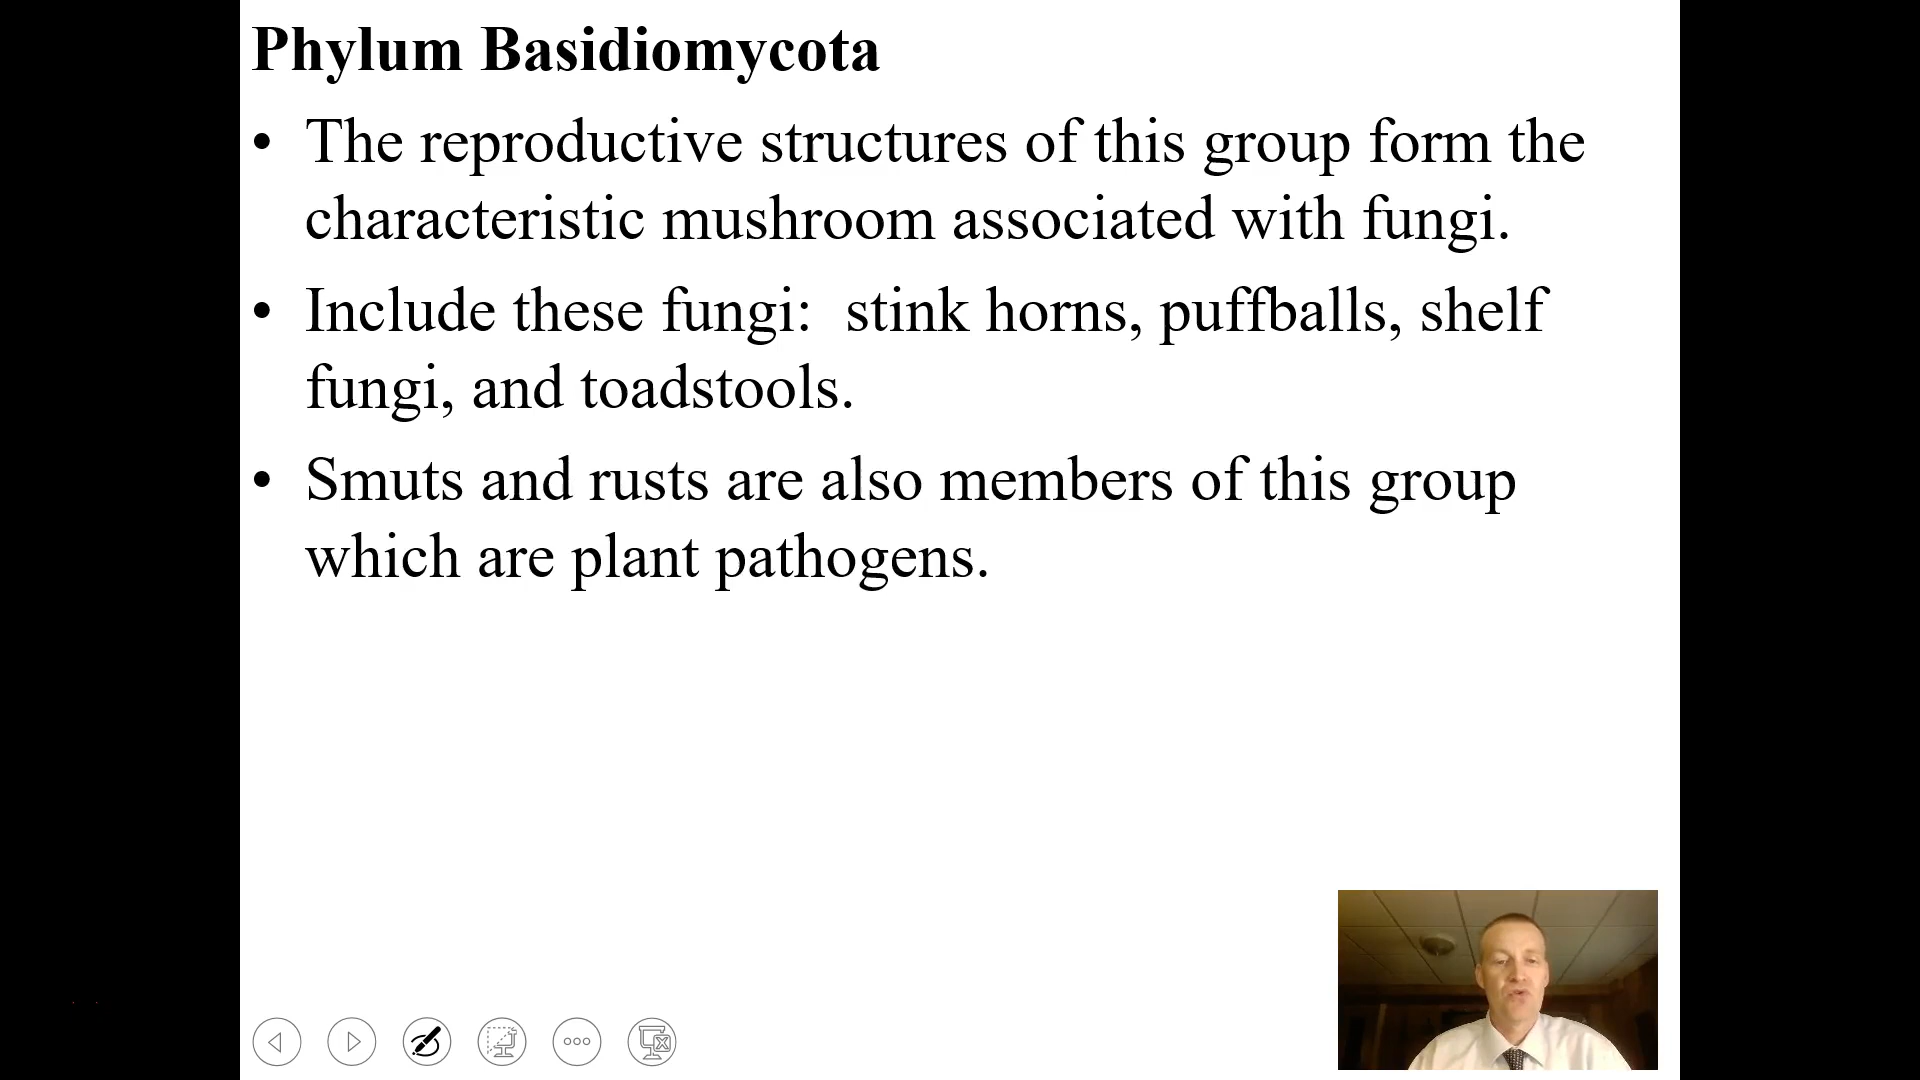 Phylum Basidiomycota
• The reproductive structures of this group form the
characteristic mushroom associated with fungi.
• Include these fungi:  stink horns, puffballs, shelf
fungi, and toadstools.
• Smuts and rusts are also members of this group
which are plant pathogens.